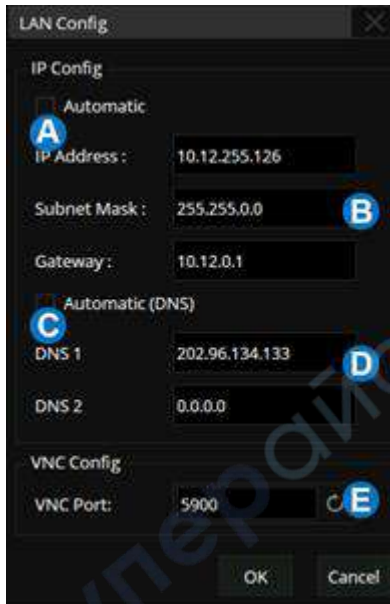 LAN Config
IP Config
Automatic
A
IP Address :
10.12.255.126
Subnet Mask :
255.255.0.0
B
Gateway :
10.12.0.1
Automatic (DNS)
C
DNS 1
202.96.134.133
D
DNS 2
0.0.0.0
VNC Config
VNC Port:
5900
E
OK
Cancel